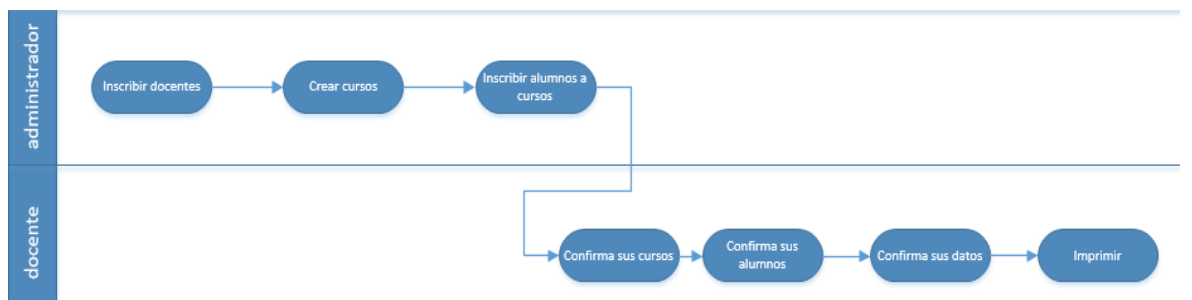 administrador
Inscribir docentes
Crear cursos
Inscribir alumnos a
cursos
docente
Confirma sus cursos
Confirma sus
alumnos
Confirma sus datos
Imprimir